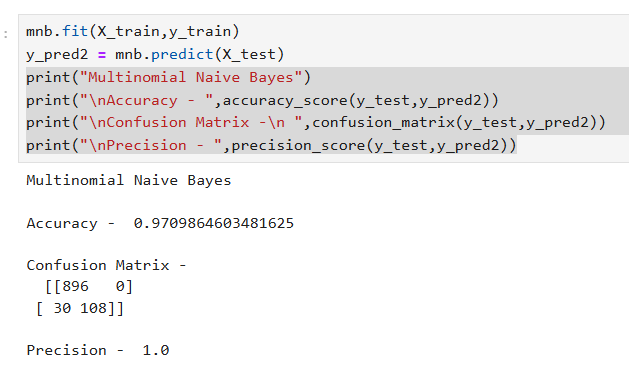 :
mnb.fit(X_train,y_train)
y_pred2 = mnb.predict(X_test)
print("Multinomial Naive Bayes")
print("\nAccuracy - ",accuracy_score(y_test,y_pred2))
print("\nConfusion Matrix -\n ",confusion_matrix(y_test,y_pred2))
print("\nPrecision - ",precision_score(y_test,y_pred2))
Multinomial Naive Bayes
Accuracy -  0.9709864603481625
Confusion Matrix -
[[896   0]
[ 30 108]]
Precision -  1.0